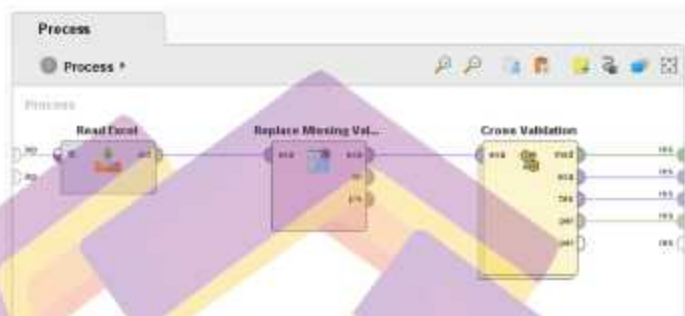 Process
Process
Process
Read Excel
Replace Missing Val...
Cross Validation
exa
exa
exa
mod
exa
tes
per
per
res
res
res
res
res